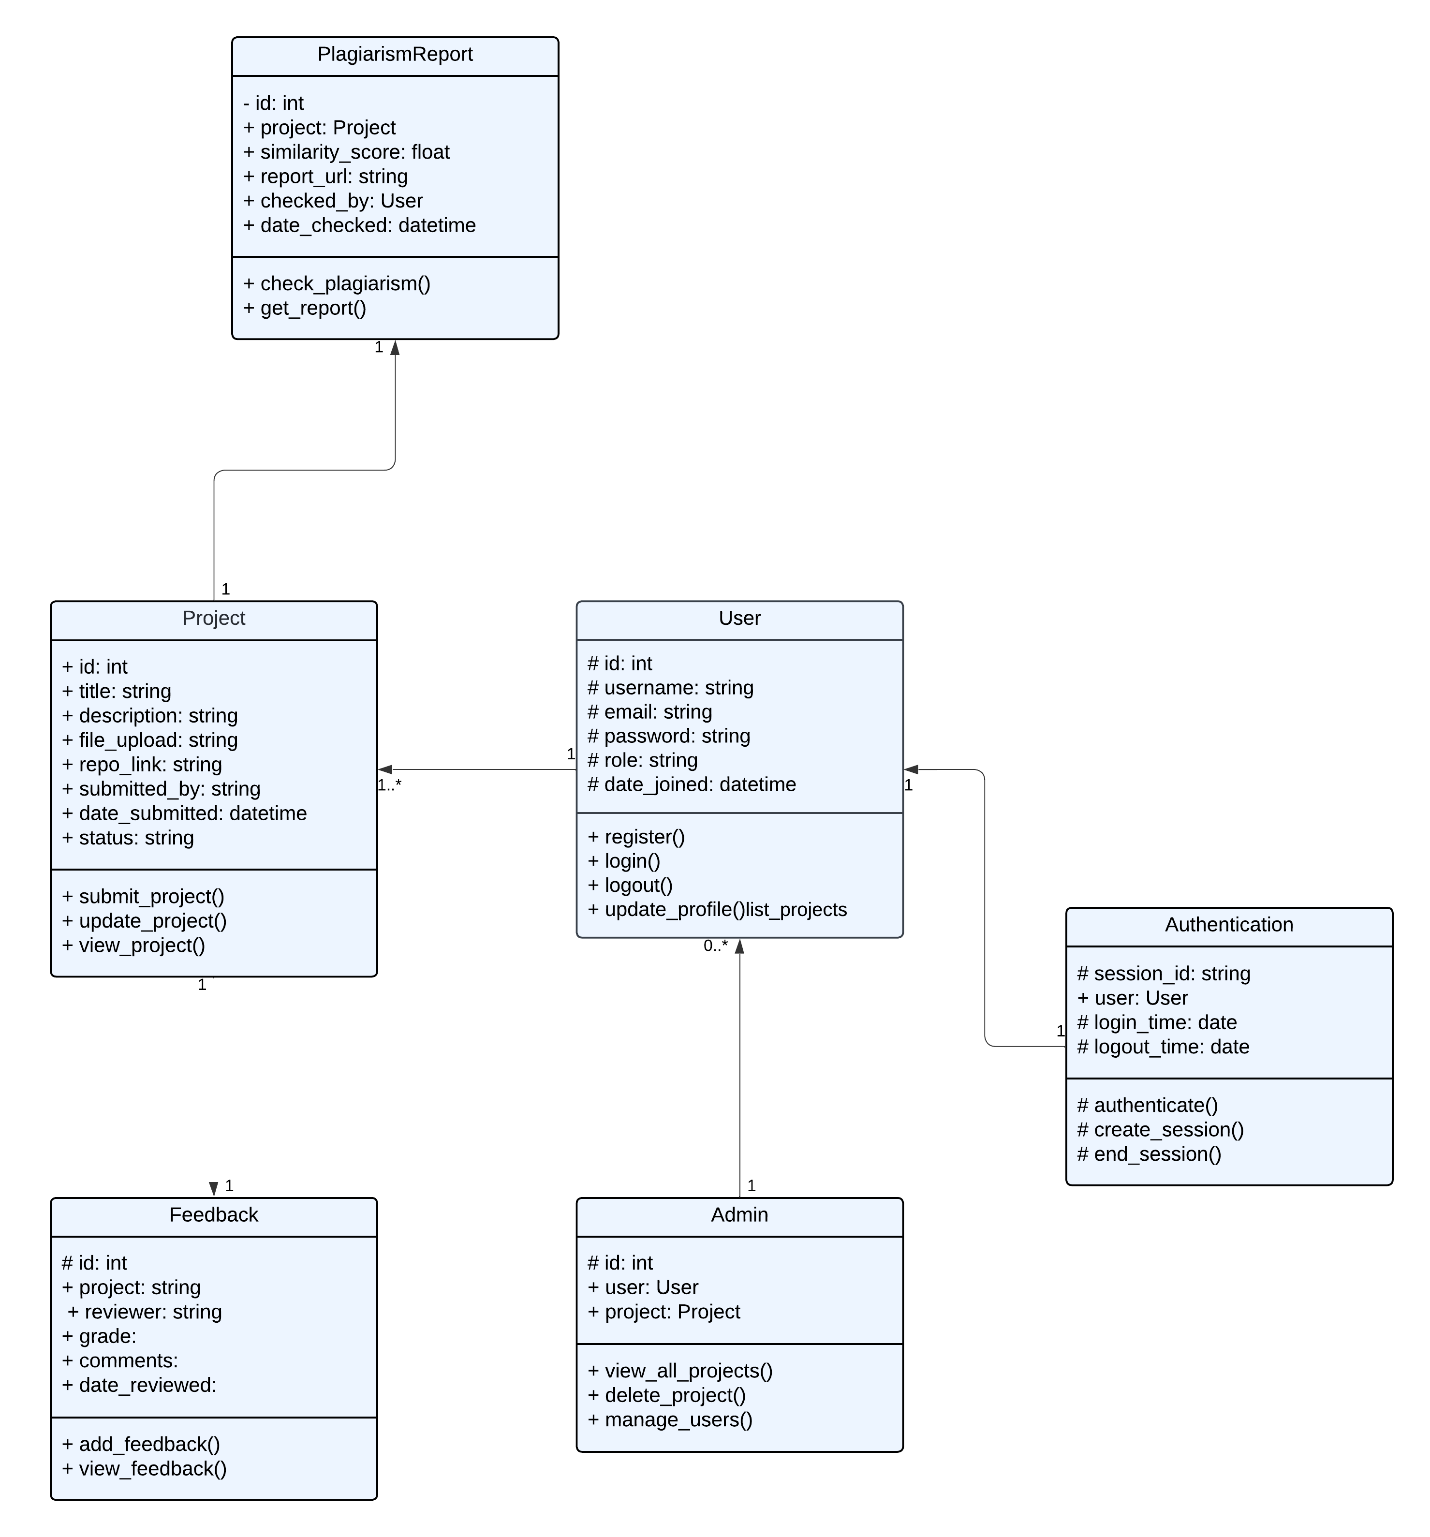 PlagiarismReport
- id: int
+ project: Project
+ similarity_score: float
+ report_url: string
+ checked_by: User
+ date_checked: datetime
+ check_plagiarism()
+ get_report()
1
1
Project
+ id: int
+ title: string
+ description: string
+ file_upload: string
+ repo_link: string
+ submitted_by: string
+ date_submitted: datetime
+ status: string
+ submit_project()
+ update_project()
+ view_project()
1
1..*
1
User
# id: int
# username: string
# email: string
# password: string
# role: string
# date_joined: datetime
+ register()
+ login()
+ logout()
+ update_profile()list_projects
1
0..*
1
Authentication
# session_id: string
+ user: User
# login_time: date
# logout_time: date
# authenticate()
# create_session()
# end_session()
1
Feedback
# id: int
+ project: string
+ reviewer: string
+ grade:
+ comments:
+ date_reviewed:
+ add_feedback()
+ view_feedback()
1
Admin
# id: int
+ user: User
+ project: Project
+ view_all_projects()
+ delete_project()
+ manage_users()